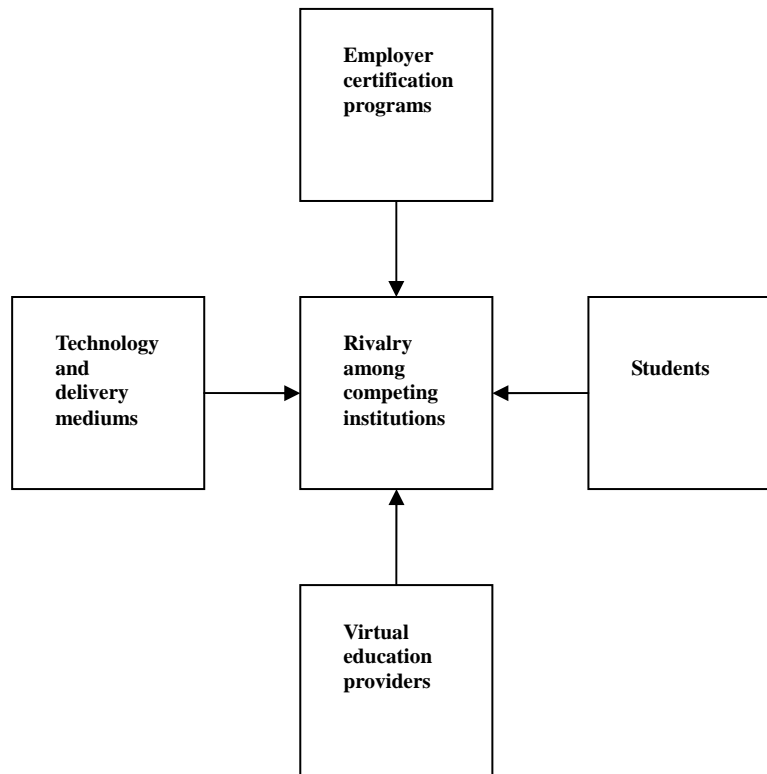 Employer
certification
programs
Technology
and
delivery
mediums
Rivalry
among
competing
institutions
Students
Virtual
education
providers